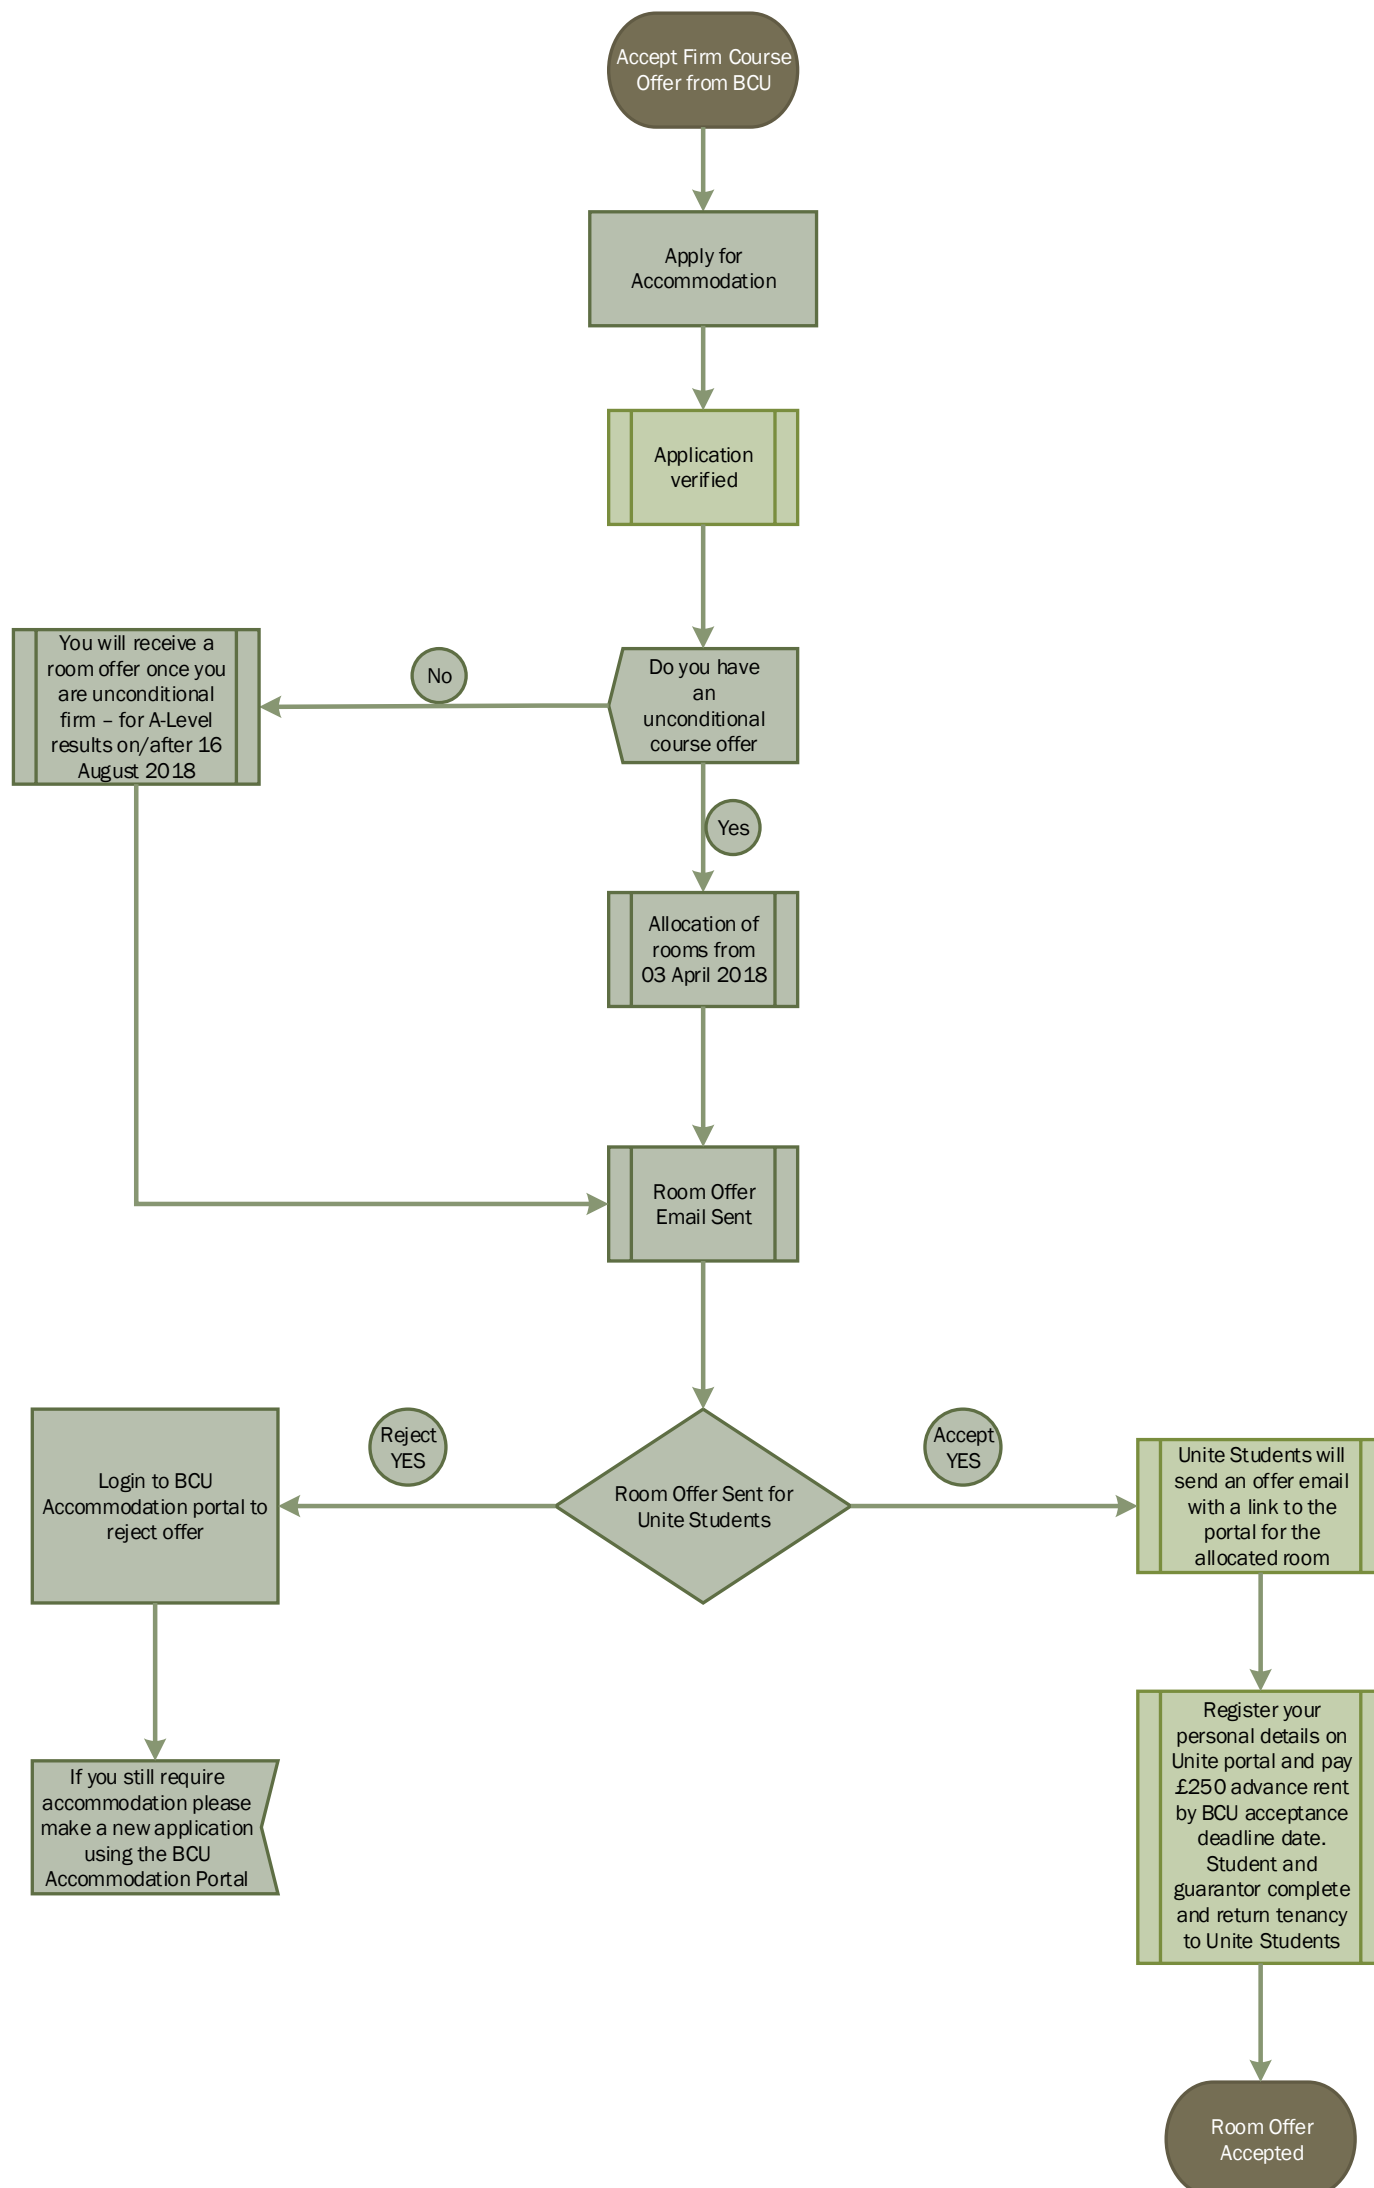 Accept Firm Course
Offer from BCU
Apply for
Accommodation
Application
verified
Do you have
an
unconditional
course offer
No
You will receive a
room offer once you
are unconditional
firm – for A-Level
results on/after 16
August 2018
Yes
Allocation of
rooms from
03 April 2018
Room Offer
Email Sent
Room Offer Sent for
Unite Students
Reject
YES
Login to BCU
Accommodation portal to
reject offer
If you still require
accommodation please
make a new application
using the BCU
Accommodation Portal
Accept
YES
Unite Students will
send an offer email
with a link to the
portal for the
allocated room
Register your
personal details on
Unite portal and pay
£250 advance rent
by BCU acceptance
deadline date.
Student and
guarantor complete
and return tenancy
to Unite Students
Room Offer
Accepted